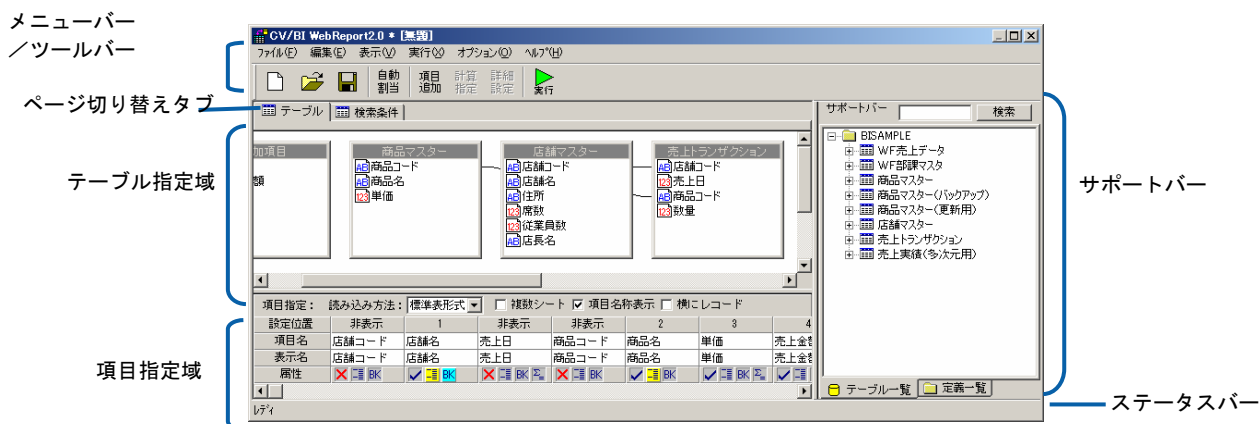 メニューバー
／ツールバー
ページ切り替えタブ
テーブル指定域
項目指定域
サポートバー
ステータスバー
CV/BI WebReport2.0 * [無題]
ﾌｧｲﾙ(F) 編集(E) 表示(V) 実行(X) オプション(O) ﾍﾙﾌﾟ(H)
自動割当 項目追加 計算指定 詳細設定 実行
テーブル 検索条件
加項目
額
商品マスター
商品コード
商品名
単価
店舗マスター
店舗コード
店舗名
住所
席数
従業員数
店長名
売上トランザクション
店舗コード
売上日
商品コード
数量
項目指定： 読み込み方法： 標準表形式 複数シート 項目名称表示 横にレコード
設定位置 非表示 1 非表示 非表示 2 3 4
項目名 店舗コード 店舗名 売上日 商品コード 商品名 単価 売上金額
表示名 店舗コード 店舗名 売上日 商品コード 商品名 単価 売上金額
属性 BK BK BK Σ BK BK BK Σ
サポートバー 検索
BISAMPLE
WF売上データ
WF部課マスタ
商品マスター
商品マスター(バックアップ)
商品マスター(更新用)
店舗マスター
売上トランザクション
売上実績(多次元用)
テーブル一覧 定義一覧
ﾚﾃﾞｨ